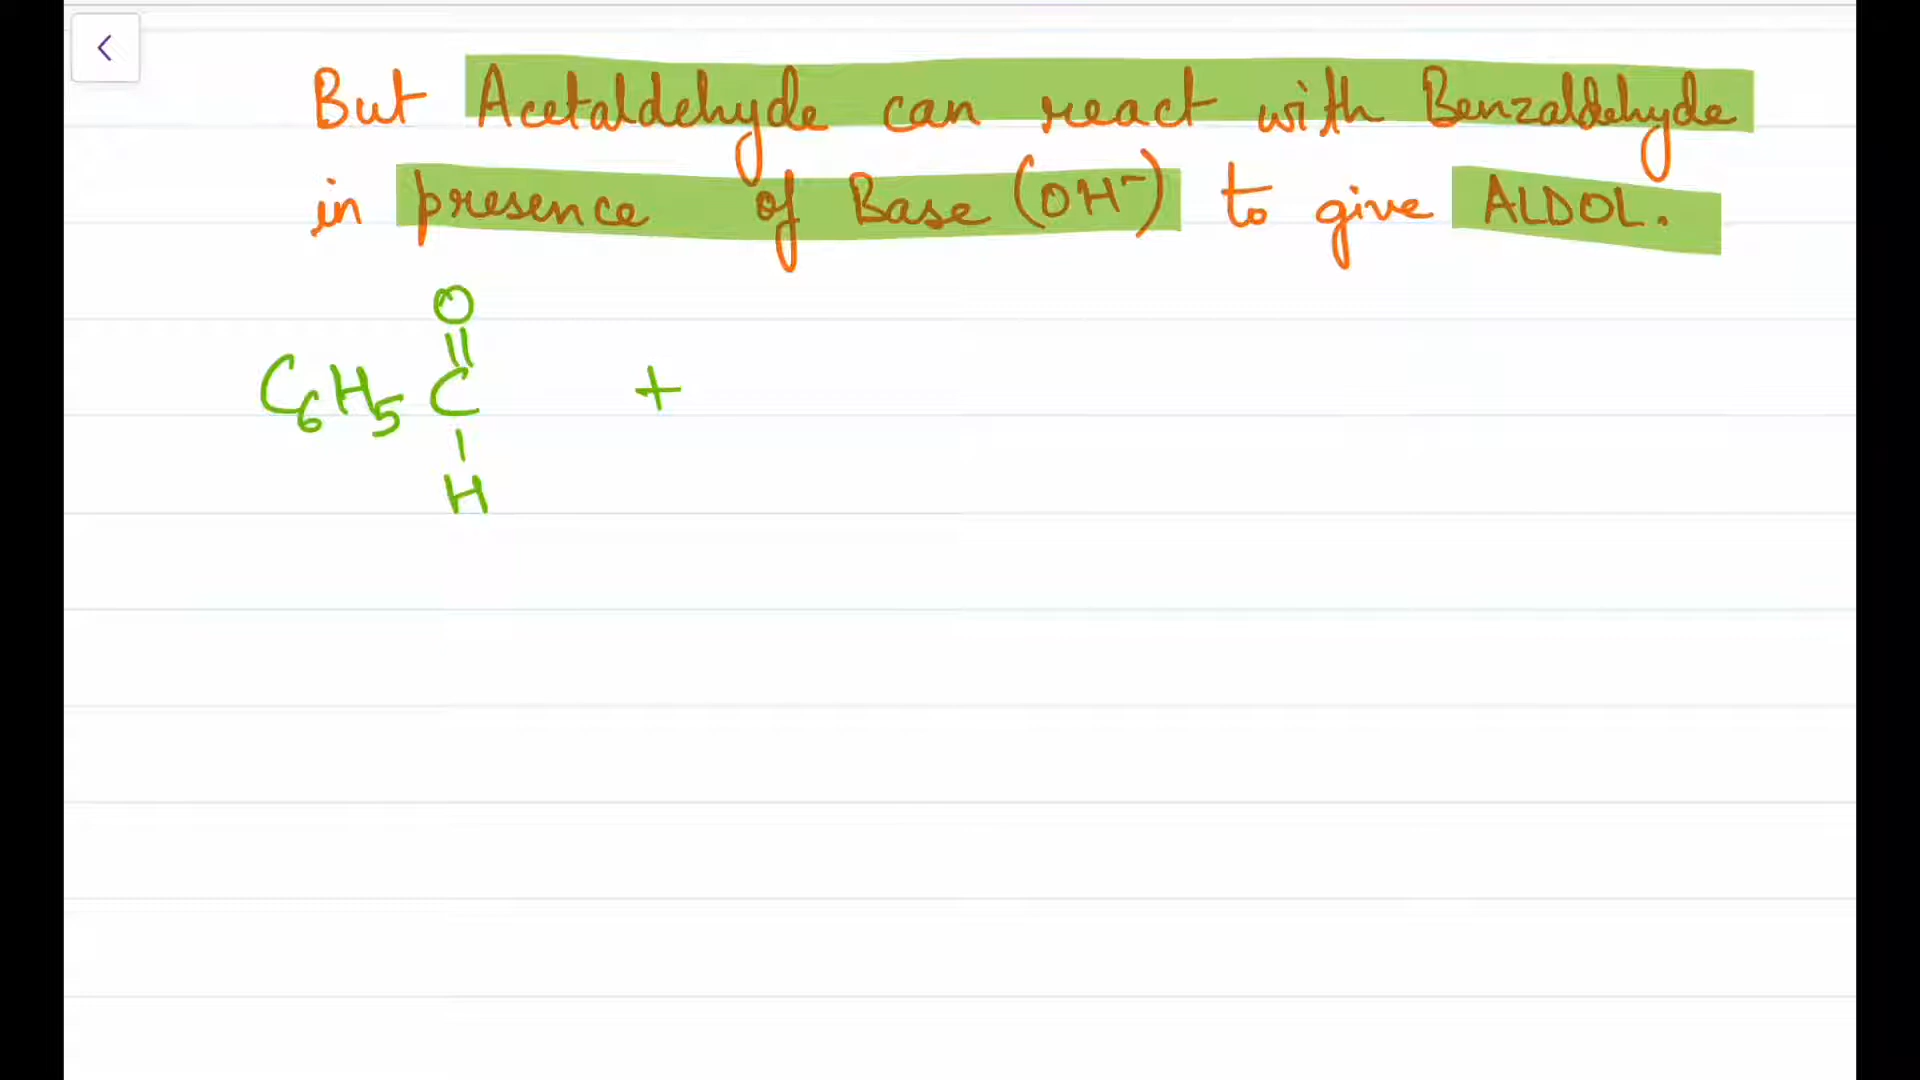 But Acetaldehyde can react with Benzaldehyde
in presence of Base (OH⁻) to give ALDOL.
O
||
C₆H₅ C +
|
H